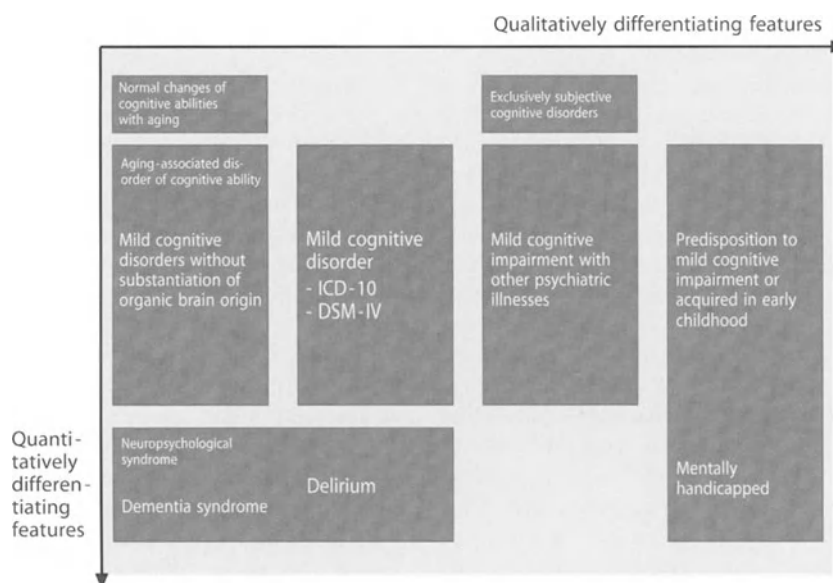 Qualitatively differentiating features
Normal changes of
cognitive abilities
with aging
Exclusively subjective
cognitive disorders
Aging-associated dis-
order of cognitive ability
Mild cognitive
disorders without
substantiation of
organic brain origin
Mild cognitive
disorder
- ICD-10
- DSM-IV
Mild cognitive
impairment with
other psychiatric
illnesses
Predisposition to
mild cognitive
impairment or
acquired in early
childhood
Quanti-
tatively
differen-
tiating
features
Neuropsychological
syndrome
Dementia syndrome
Delirium
Mentally
handicapped